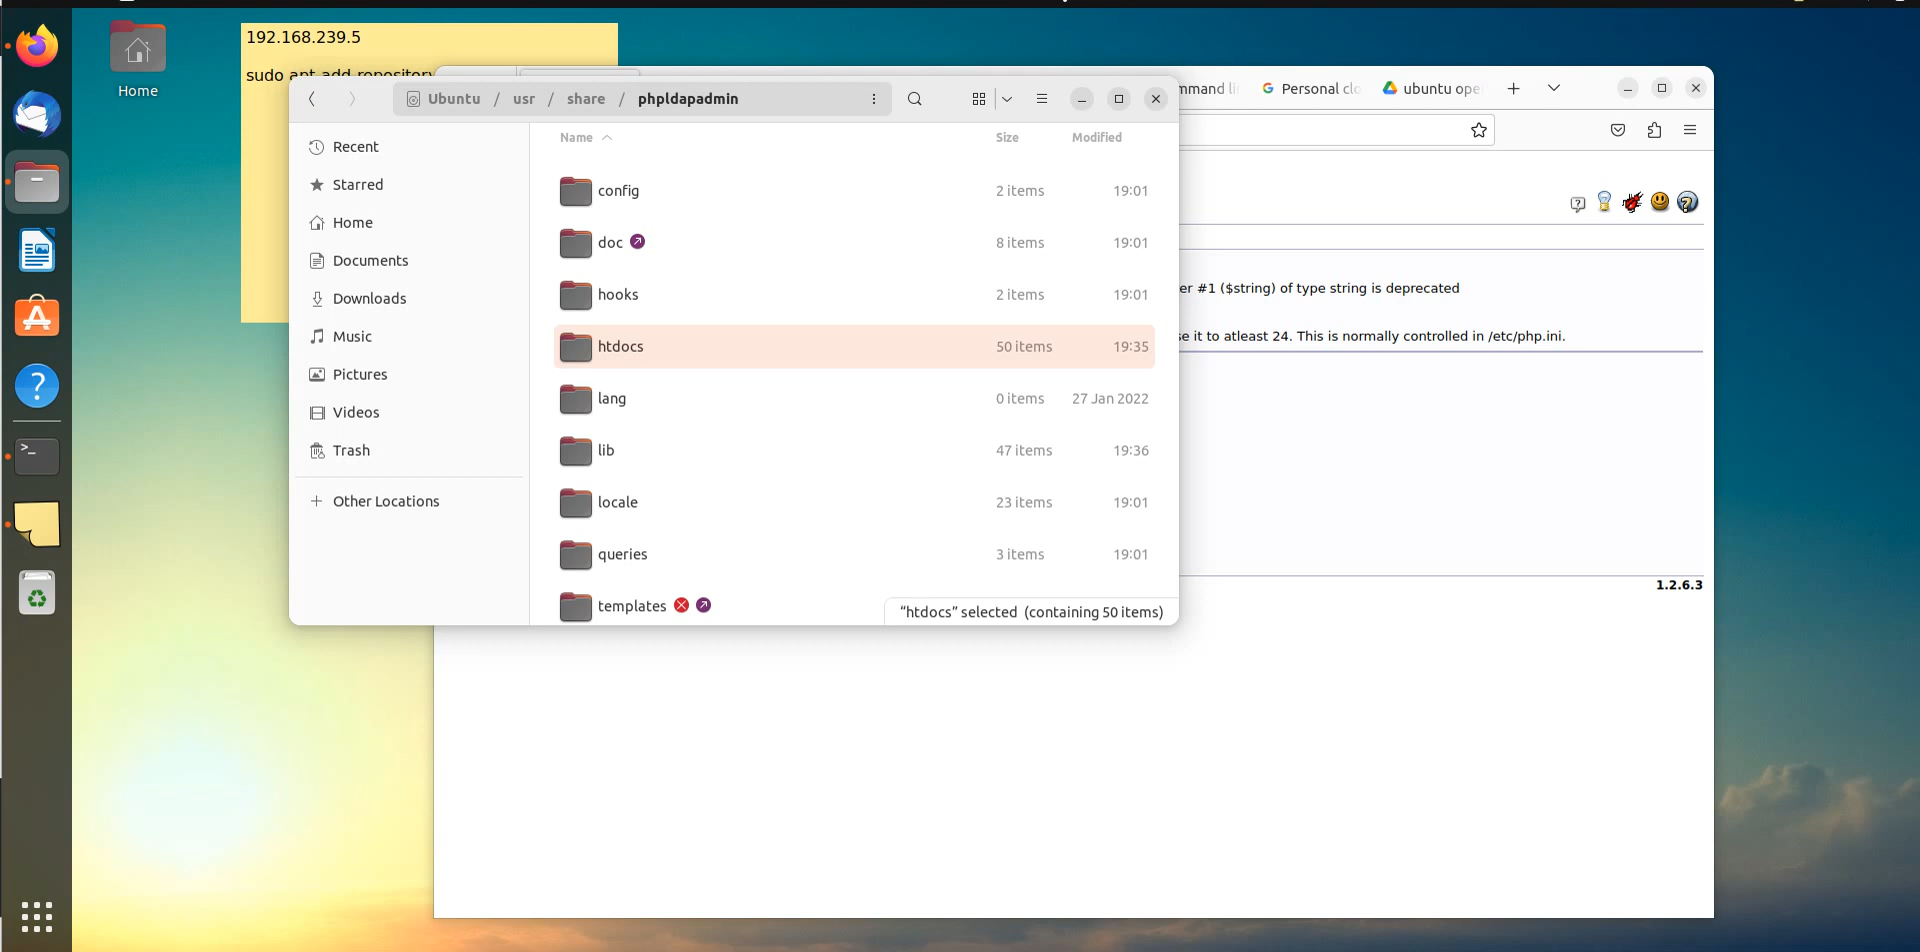 192.168.239.5
sudo apt add-repository
Home
Ubuntu / usr / share / phpldapadmin
Personal clo
ubuntu ope
Name
Size
Modified
Recent
Starred
Home
Documents
Downloads
Music
Pictures
Videos
Trash
Other Locations
config 2 items 19:01
doc 8 items 19:01
hooks 2 items 19:01
htdocs 50 items 19:35
lang 0 items 27 Jan 2022
lib 47 items 19:36
locale 23 items 19:01
queries 3 items 19:01
templates
“htdocs” selected (containing 50 items)
er #1 ($string) of type string is deprecated
se it to atleast 24. This is normally controlled in /etc/php.ini.
1.2.6.3